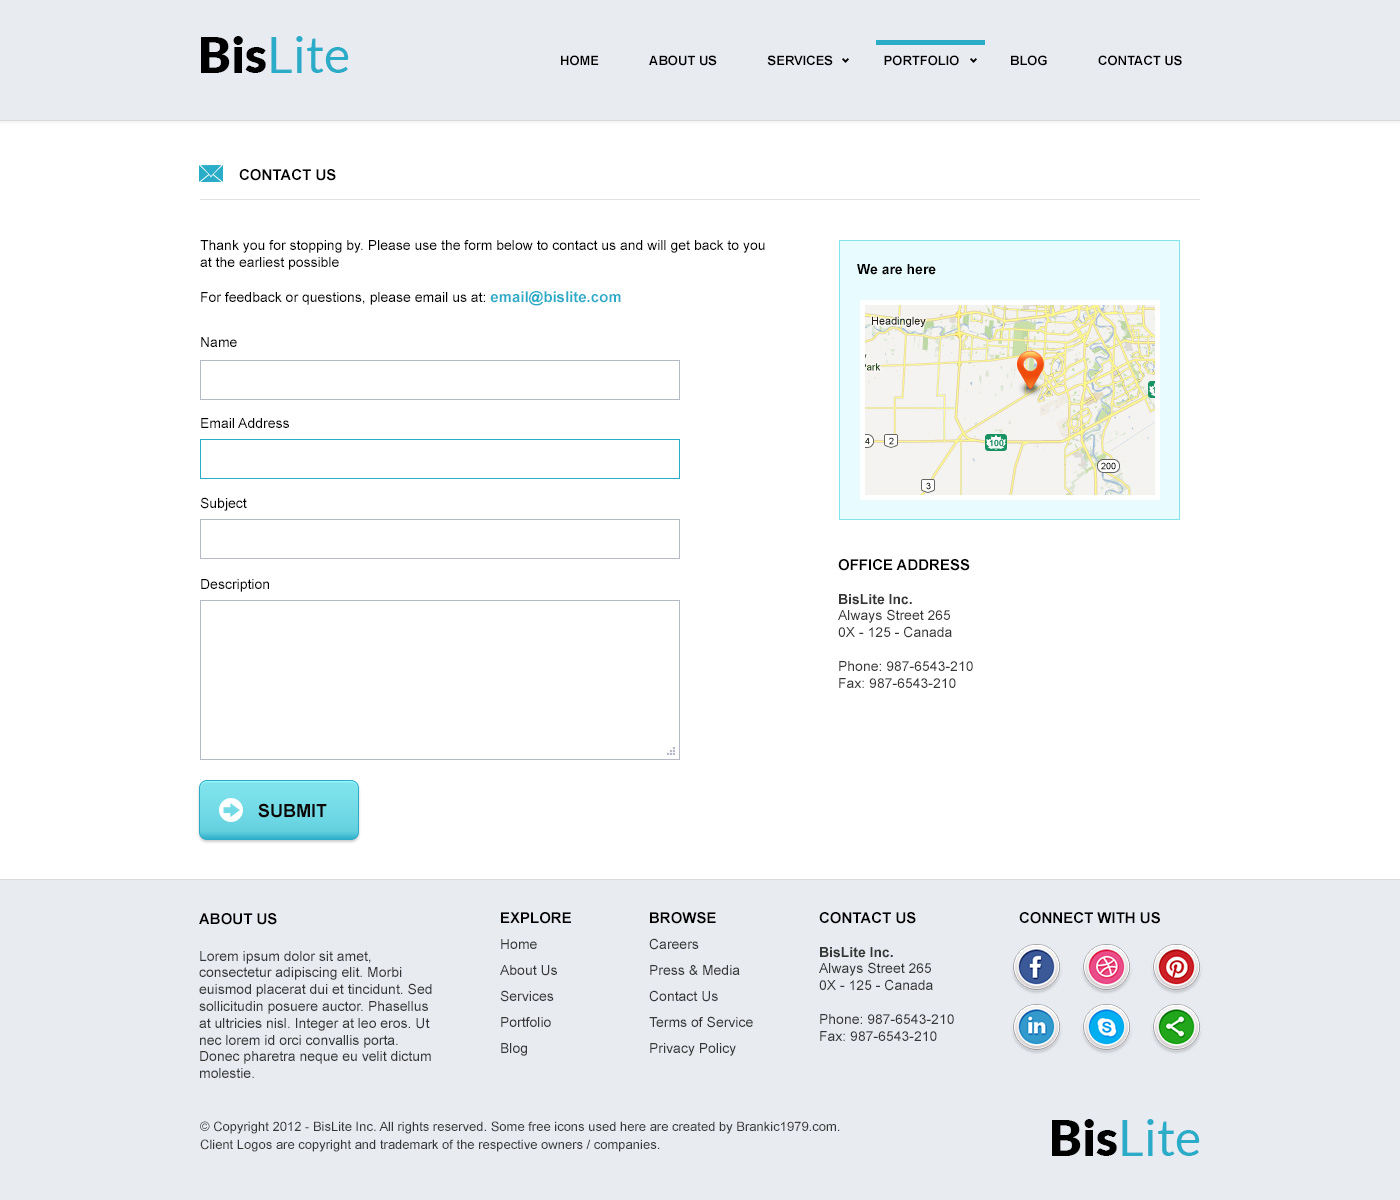 BisLite
HOME
ABOUT US
SERVICES
PORTFOLIO
BLOG
CONTACT US
CONTACT US
Thank you for stopping by. Please use the form below to contact us and will get back to you
at the earliest possible
For feedback or questions, please email us at: email@bislite.com
Name
Email Address
Subject
Description
SUBMIT
We are here
Headingley
Park
4
2
100
200
3
OFFICE ADDRESS
BisLite Inc.
Always Street 265
0X - 125 - Canada
Phone: 987-6543-210
Fax: 987-6543-210
ABOUT US
Lorem ipsum dolor sit amet,
consectetur adipiscing elit. Morbi
euismod placerat dui et tincidunt. Sed
sollicitudin posuere auctor. Phasellus
at ultricies nisl. Integer at leo eros. Ut
nec lorem id orci convallis porta.
Donec pharetra neque eu velit dictum
molestie.
EXPLORE
Home
About Us
Services
Portfolio
Blog
BROWSE
Careers
Press & Media
Contact Us
Terms of Service
Privacy Policy
CONTACT US
BisLite Inc.
Always Street 265
0X - 125 - Canada
Phone: 987-6543-210
Fax: 987-6543-210
CONNECT WITH US
© Copyright 2012 - BisLite Inc. All rights reserved. Some free icons used here are created by Brankic1979.com.
Client Logos are copyright and trademark of the respective owners / companies.
BisLite